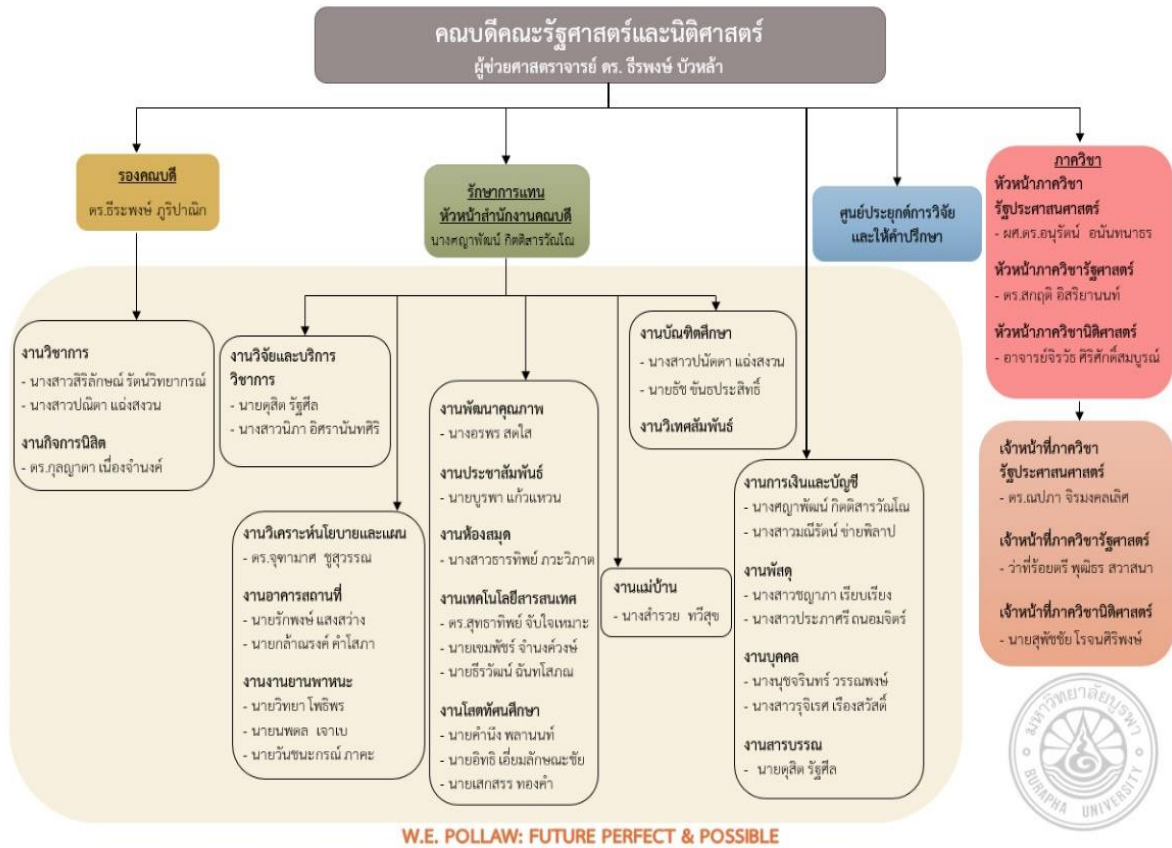 คณบดีคณะรัฐศาสตร์และนิติศาสตร์
ผู้ช่วยศาสตราจารย์ ดร. ธีรพงษ์ บัวหล้า
รองคณบดี
ดร.ธีระพงษ์ ภูริปาณิก
รักษาการแทน
หัวหน้าสำนักงานคณบดี
นางศญาพัฒน์ กิตติสารวัณโณ
ศูนย์ประยุกต์การวิจัย
และให้คำปรึกษา
ภาควิชา
หัวหน้าภาควิชา
รัฐประศาสนศาสตร์
- ผศ.ดร.อนุรัตน์ อนันทนาธร
หัวหน้าภาควิชารัฐศาสตร์
- ดร.สกฤติ อิสริยานนท์
หัวหน้าภาควิชานิติศาสตร์
- อาจารย์จิรวัธ ศิริศักดิ์สมบูรณ์
งานวิชาการ
- นางสาวสิริลักษณ์ รัตน์วิทยากรณ์
- นางสาวปณิตา แฉ่งสงวน
งานกิจการนิสิต
- ดร.กุลญาดา เนื่องจำนงค์
งานวิจัยและบริการ
วิชาการ
- นายดุสิต รัฐศีล
- นางสาวนิภา อิศรานันทศิริ
งานวิเคราะห์นโยบายและแผน
- ดร.จุฑามาศ ชูสุวรรณ
งานอาคารสถานที่
- นายรักพงษ์ แสงสว่าง
- นายกล้าณรงค์ คำโสภา
งานงานยานพาหนะ
- นายวิทยา โพธิพร
- นายนพดล เจาเบ
- นายวันชนะกรณ์ ภาคะ
งานพัฒนาคุณภาพ
- นางอรพร สดใส
งานประชาสัมพันธ์
- นายบูรพา แก้วแหวน
งานห้องสมุด
- นางสาวธารทิพย์ ภวะวิภาต
งานเทคโนโลยีสารสนเทศ
- ดร.สุทธาทิพย์ จับใจเหมาะ
- นายเขมพัชร์ จำนงค์วงษ์
- นายธีรวัฒน์ ฉันทโสภณ
งานโสตทัศนศึกษา
- นายคำนึง พลานนท์
- นายอิทธิ เอี่ยมลักษณะชัย
- นายเสกสรร ทองคำ
งานบัณฑิตศึกษา
- นางสาวปนัดดา แฉ่งสงวน
- นายธัช ขันธประสิทธิ์
งานวิเทศสัมพันธ์
งานแม่บ้าน
- นางสำรวย ทวีสุข
งานการเงินและบัญชี
- นางศญาพัฒน์ กิตติสารวัณโณ
- นางสาวมณีรัตน์ ข่ายพิลาป
งานพัสดุ
- นางสาวชญาภา เรียบเรียง
- นางสาวประภาศรี ถนอมจิตร์
งานบุคคล
- นางนุชจรินทร์ วรรณพงษ์
- นางสาวรุจิเรศ เรืองสวัสดิ์
งานสารบรรณ
- นายดุสิต รัฐศีล
เจ้าหน้าที่ภาควิชา
รัฐประศาสนศาสตร์
- ดร.ณปภา จิรมงคลเลิศ
เจ้าหน้าที่ภาควิชารัฐศาสตร์
- ว่าที่ร้อยตรี พุฒิธร สวาสนา
เจ้าหน้าที่ภาควิชานิติศาสตร์
- นายสุพัชชัย โรจนศิริพงษ์
มหาวิทยาลัยบูรพา
BURAPHA UNIVERSITY
W.E. POLLAW: FUTURE PERFECT & POSSIBLE